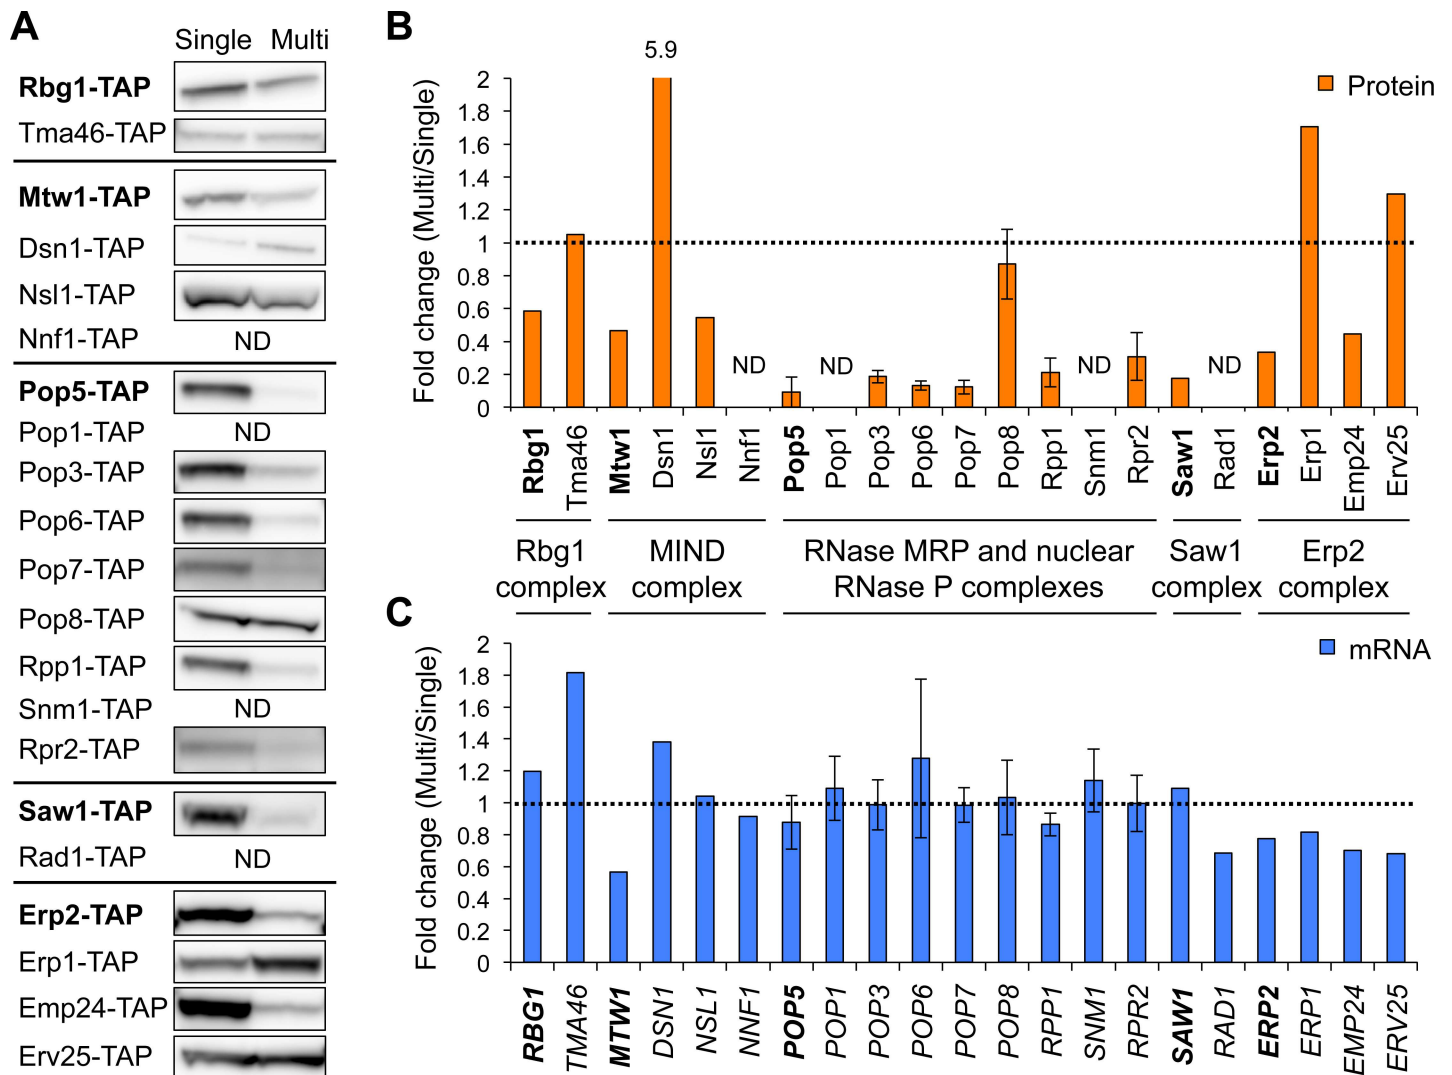 A
Single Multi
Rbg1-TAP
Tma46-TAP
Mtw1-TAP
Dsn1-TAP
Nsl1-TAP
Nnf1-TAP ND
Pop5-TAP
Pop1-TAP ND
Pop3-TAP
Pop6-TAP
Pop7-TAP
Pop8-TAP
Rpp1-TAP
Snm1-TAP ND
Rpr2-TAP
Saw1-TAP
Rad1-TAP ND
Erp2-TAP
Erp1-TAP
Emp24-TAP
Erv25-TAP
B
5.9
Protein
Fold change (Multi/Single)
2
1.8
1.6
1.4
1.2
1
0.8
0.6
0.4
0.2
0
ND ND ND ND
Rbg1 Tma46 Mtw1 Dsn1 Nsl1 Nnf1 Pop5 Pop1 Pop3 Pop6 Pop7 Pop8 Rpp1 Snm1 Rpr2 Saw1 Rad1 Erp2 Erp1 Emp24 Erv25
Rbg1 MIND RNase MRP and nuclear Saw1 Erp2
complex complex RNase P complexes complex complex
C
mRNA
Fold change (Multi/Single)
2
1.8
1.6
1.4
1.2
1
0.8
0.6
0.4
0.2
0
RBG1 TMA46 MTW1 DSN1 NSL1 NNF1 POP5 POP1 POP3 POP6 POP7 POP8 RPP1 SNM1 RPR2 SAW1 RAD1 ERP2 ERP1 EMP24 ERV25